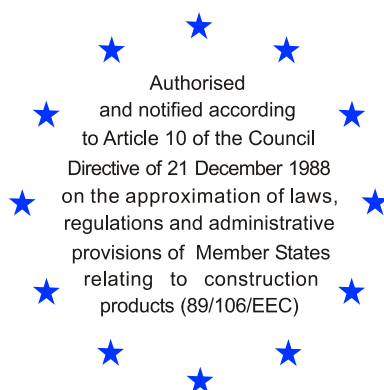 Authorised
and notified according
to Article 10 of the Council
Directive of 21 December 1988
on the approximation of laws,
regulations and administrative
provisions of Member States
relating to construction
products (89/106/EEC)